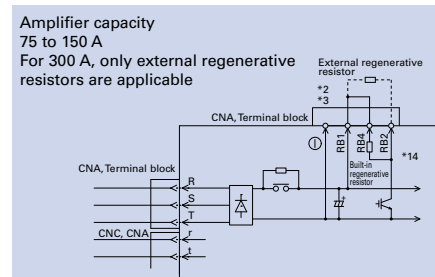 Amplifier capacity
75 to 150 A
For 300 A, only external regenerative
resistors are applicable
External regenerative
resistor
*2
*3
CNA, Terminal block
RB1
RB4
RB2
*14
Built-in
regenerative
resistor
CNA, Terminal block
R
S
T
CNC, CNA
r
t
+